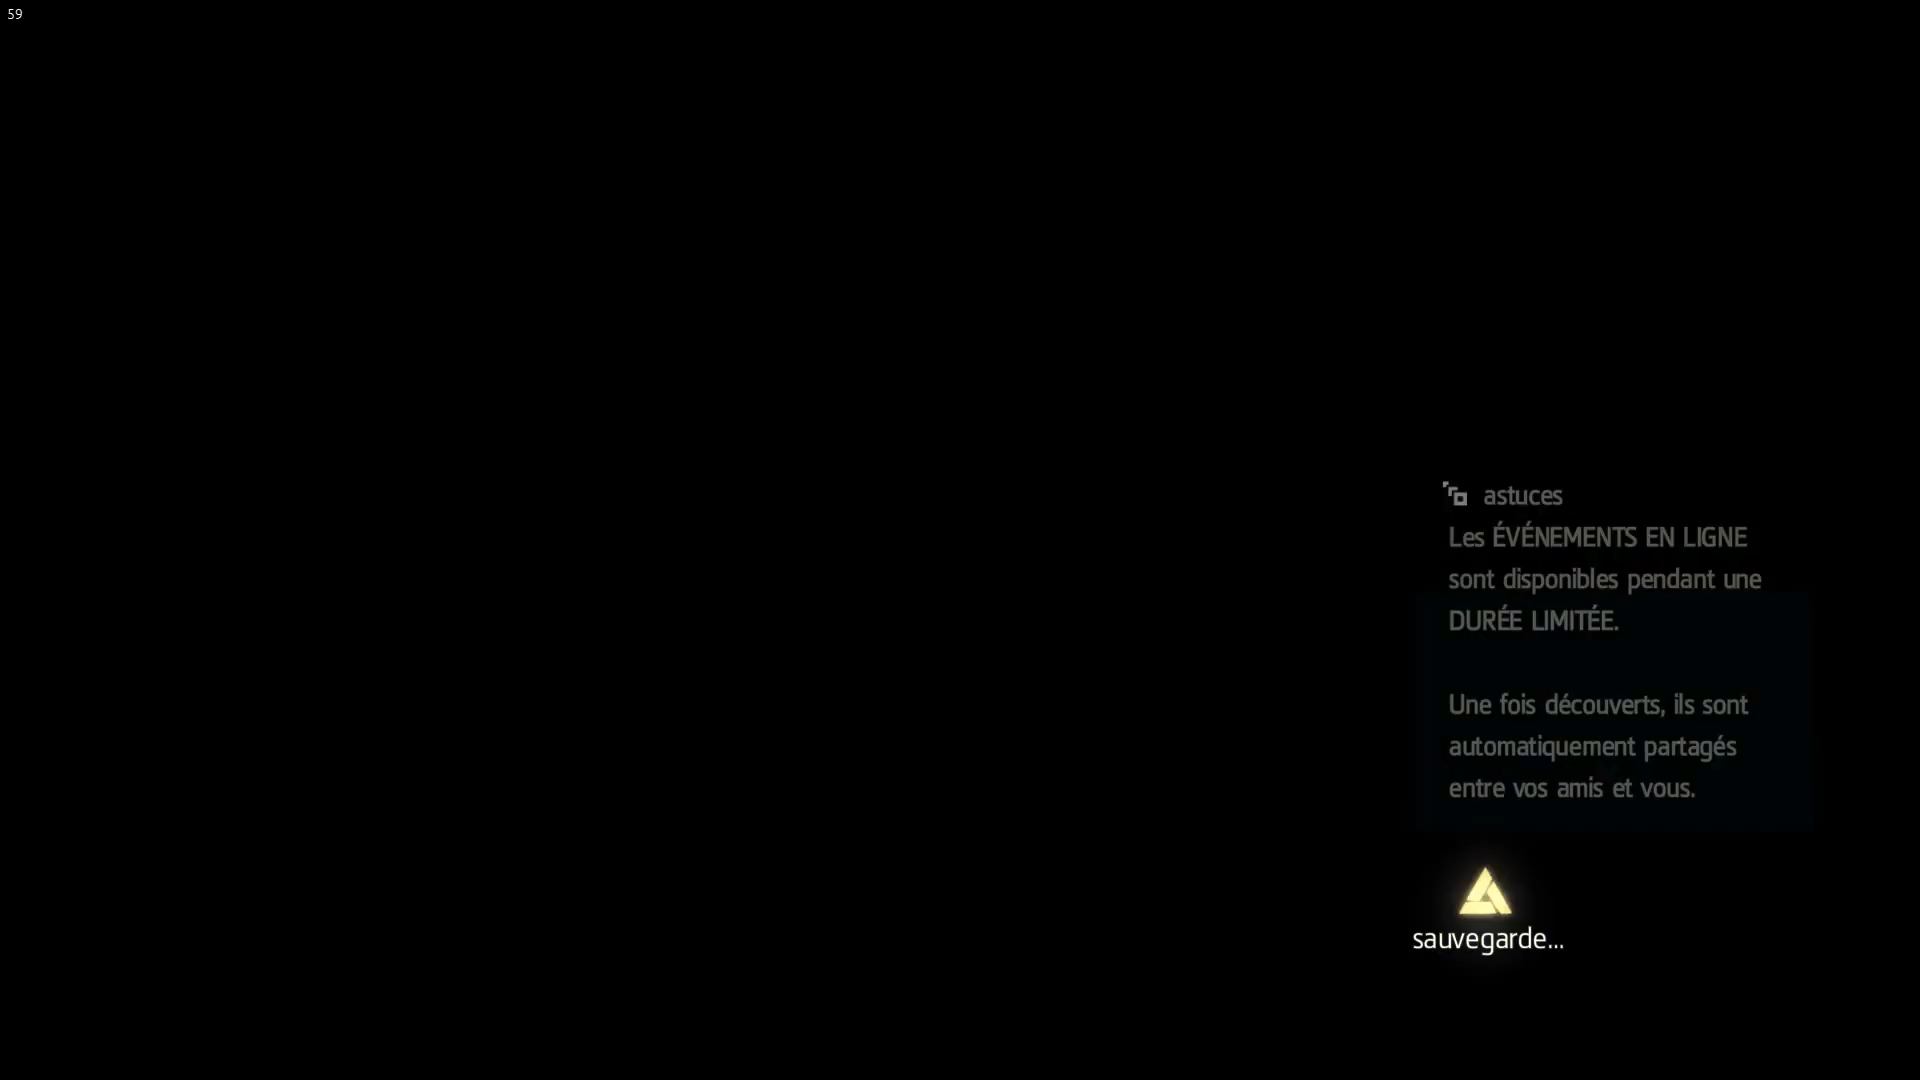 59
astuces
Les ÉVÉNEMENTS EN LIGNE
sont disponibles pendant une
DURÉE LIMITÉE.
Une fois découverts, ils sont
automatiquement partagés
entre vos amis et vous.
sauvegarde...